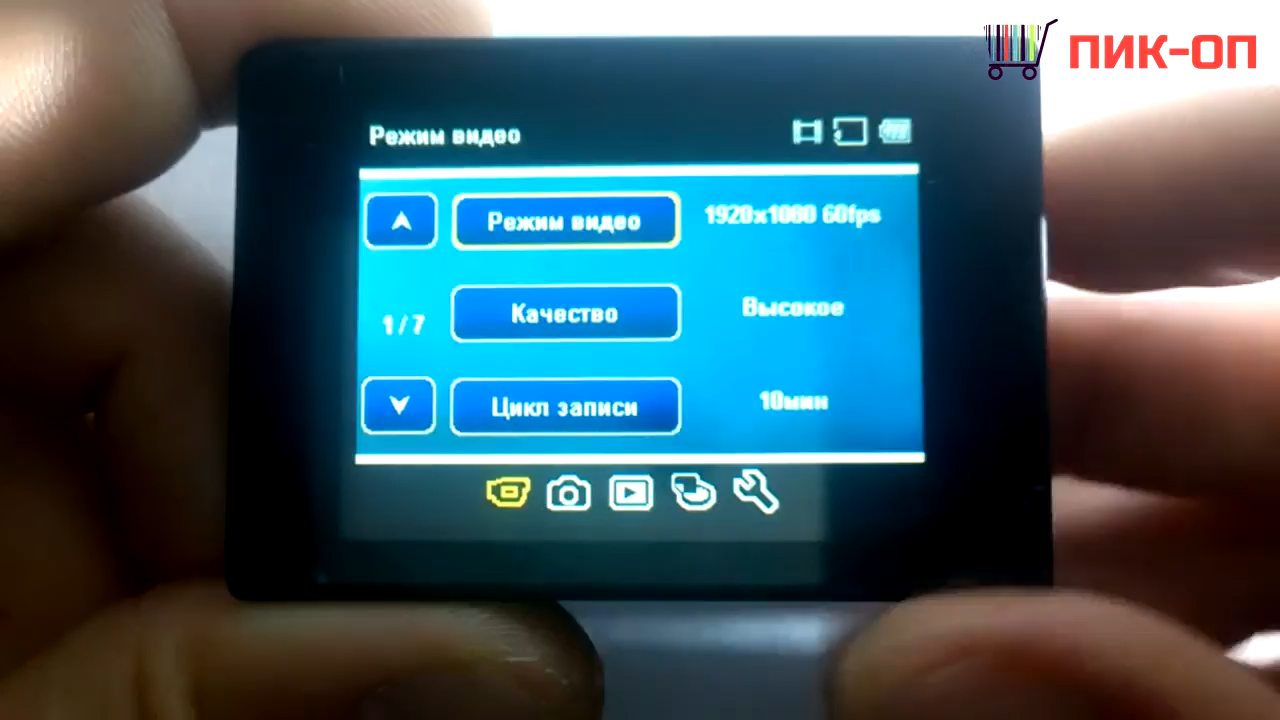 ПИК-ОП
Режим видео
Режим видео 1920x1080 60fps
1/7 Качество Высокое
Цикл записи 10мин